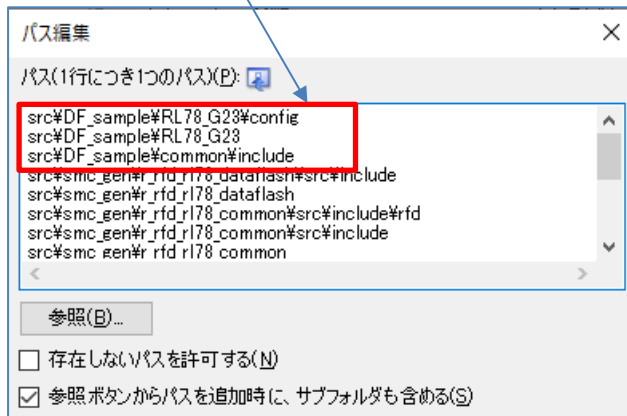 パス編集
パス(1行につき1つのパス)(P):
src¥DF_sample¥RL78_G23¥config
src¥DF_sample¥RL78_G23
src¥DF_sample¥common¥include
src¥smc_gen¥r_rfd_rl78_dataflash¥src¥include
src¥smc_gen¥r_rfd_rl78_dataflash
src¥smc_gen¥r_rfd_rl78_common¥src¥include¥rfd
src¥smc_gen¥r_rfd_rl78_common¥src¥include
src¥smc_gen¥r_rfd_rl78_common
参照(B)...
存在しないパスを許可する(N)
参照ボタンからパスを追加時に、サブフォルダも含める(S)